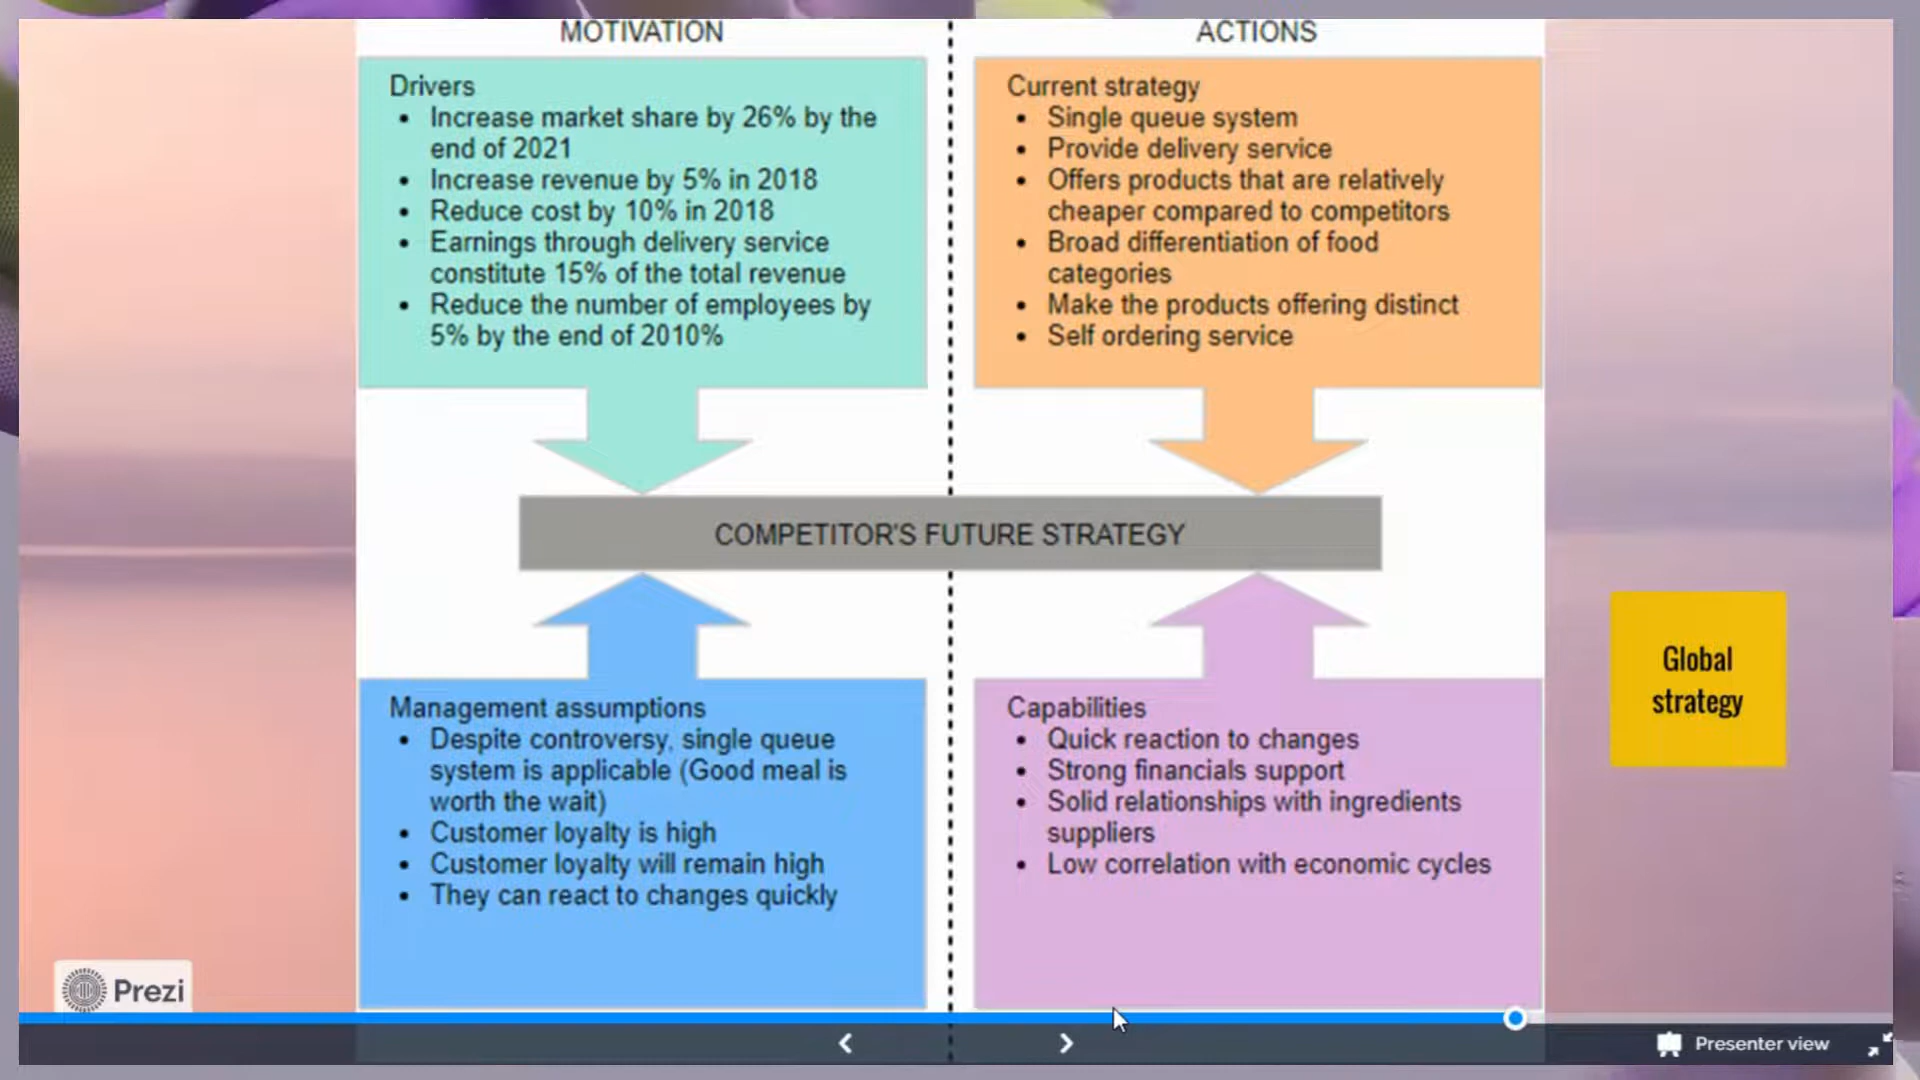 MOTIVATION
ACTIONS
Drivers
• Increase market share by 26% by the
end of 2021
• Increase revenue by 5% in 2018
• Reduce cost by 10% in 2018
• Earnings through delivery service
constitute 15% of the total revenue
• Reduce the number of employees by
5% by the end of 2010%
Current strategy
• Single queue system
• Provide delivery service
• Offers products that are relatively
cheaper compared to competitors
• Broad differentiation of food
categories
• Make the products offering distinct
• Self ordering service
COMPETITOR'S FUTURE STRATEGY
Management assumptions
• Despite controversy, single queue
system is applicable (Good meal is
worth the wait)
• Customer loyalty is high
• Customer loyalty will remain high
• They can react to changes quickly
Capabilities
• Quick reaction to changes
• Strong financials support
• Solid relationships with ingredients
suppliers
• Low correlation with economic cycles
Global
strategy
Prezi
Presenter view